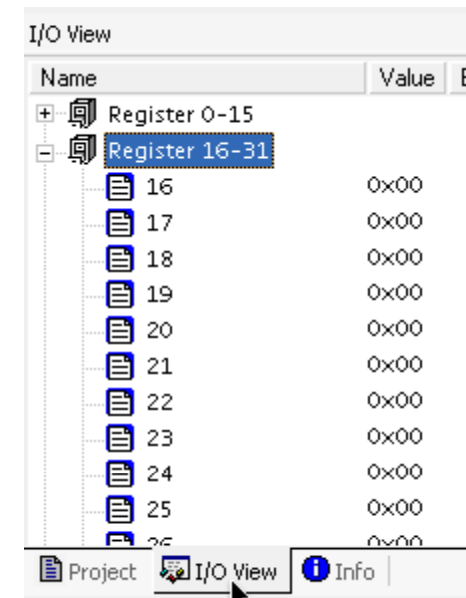 I/O View
Name Value
Register 0-15
Register 16-31
16 0x00
17 0x00
18 0x00
19 0x00
20 0x00
21 0x00
22 0x00
23 0x00
24 0x00
25 0x00
Project I/O View Info